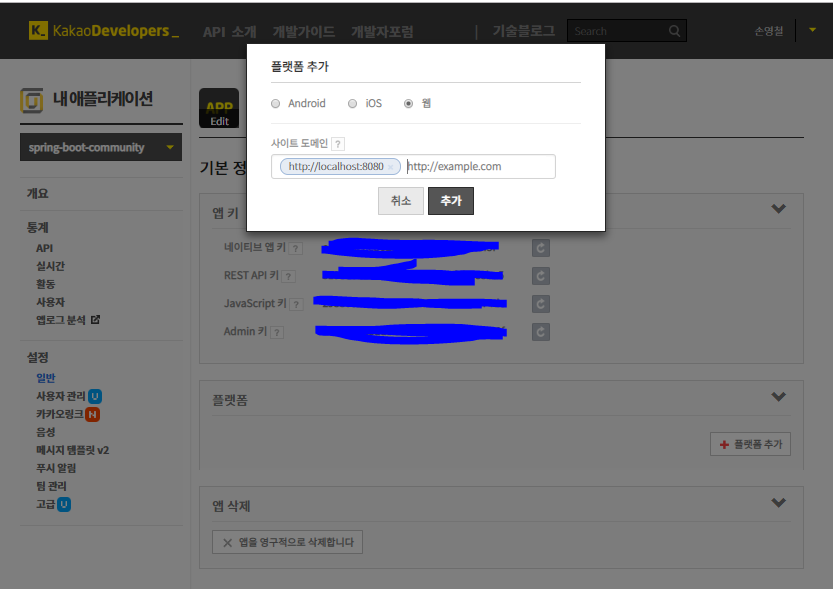 KakaoDevelopers_
API 소개
개발가이드
개발자포럼
|
기술블로그
Search
손영철
내 애플리케이션
spring-boot-community
개요
통계
API
실시간
활동
사용자
앱로그 분석
설정
일반
사용자 관리 U
카카오링크 N
음성
메시지 템플릿 v2
푸시 알림
팀 관리
고급 U
APP
Edit
기본 정
플랫폼 추가
Android
iOS
웹
사이트 도메인 ?
http://localhost:8080 × http://example.com
취소
추가
앱 키
네이티브 앱 키 ?
REST API 키 ?
JavaScript 키 ?
Admin 키 ?
플랫폼
+ 플랫폼 추가
앱 삭제
× 앱을 영구적으로 삭제합니다